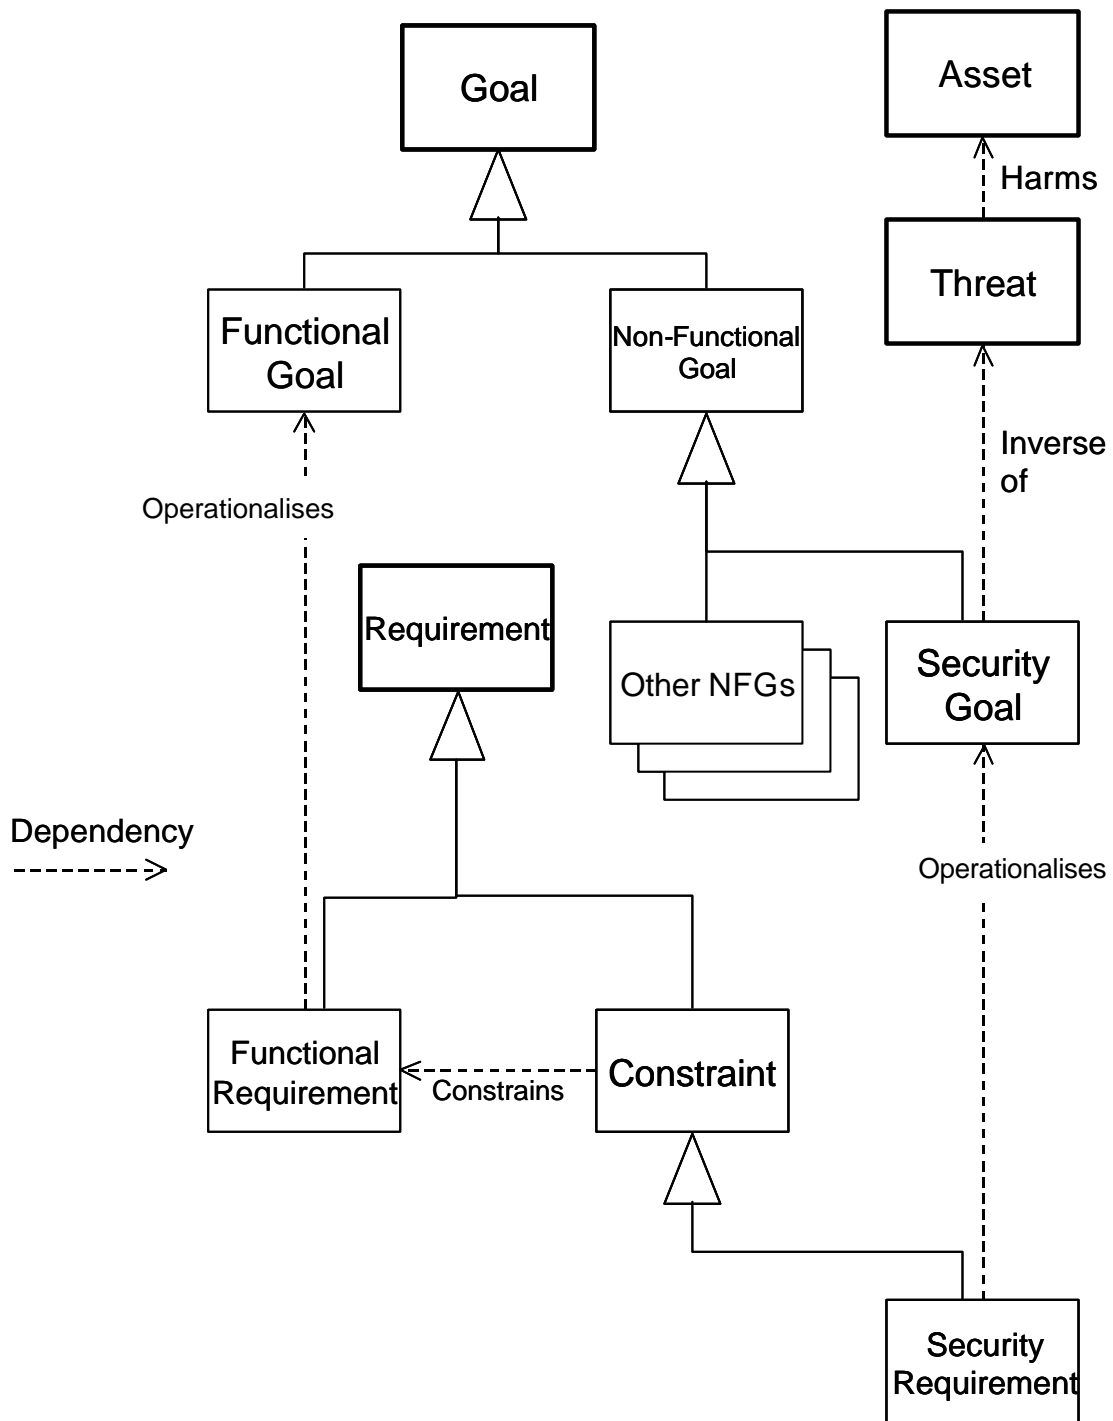 Goal
Asset
Harms
Threat
Functional
Goal
Non-Functional
Goal
Inverse
of
Operationalises
Requirement
Other NFGs
Security
Goal
Dependency
Operationalises
Functional
Requirement
Constrains
Constraint
Security
Requirement